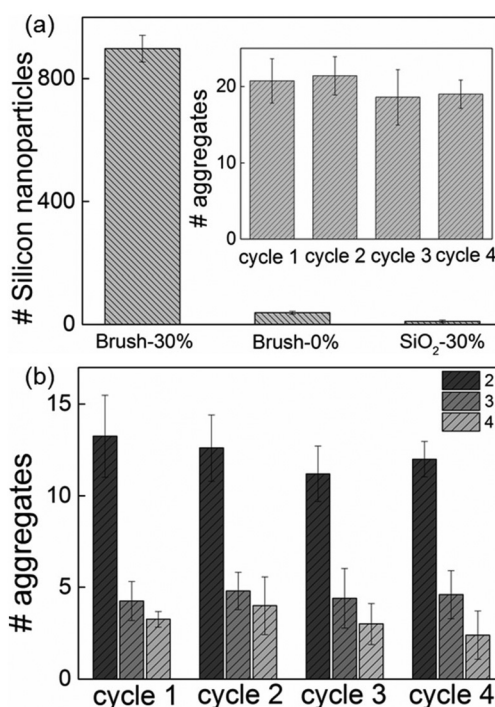 (a)
# Silicon nanoparticles
800
400
0
Brush-30%
Brush-0%
SiO₂-30%
# aggregates
20
10
0
cycle 1
cycle 2
cycle 3
cycle 4
(b)
# aggregates
15
10
5
0
2
3
4
cycle 1
cycle 2
cycle 3
cycle 4